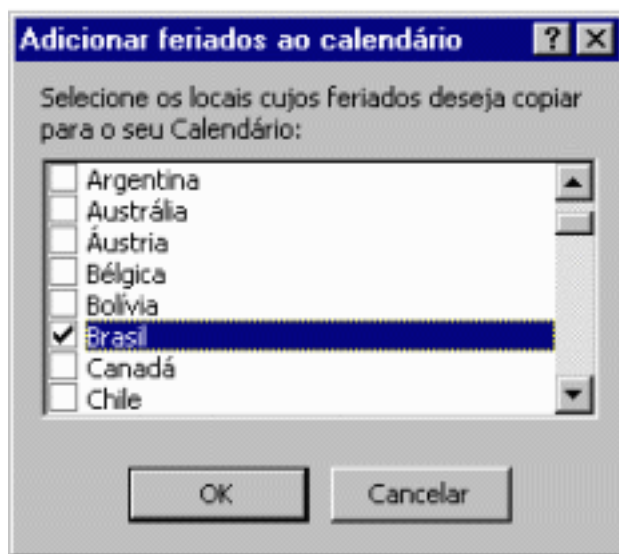 Adicionar feriados ao calendário
Selecione os locais cujos feriados deseja copiar
para o seu Calendário:
Argentina
Austrália
Áustria
Bélgica
Bolívia
Brasil
Canadá
Chile
OK
Cancelar